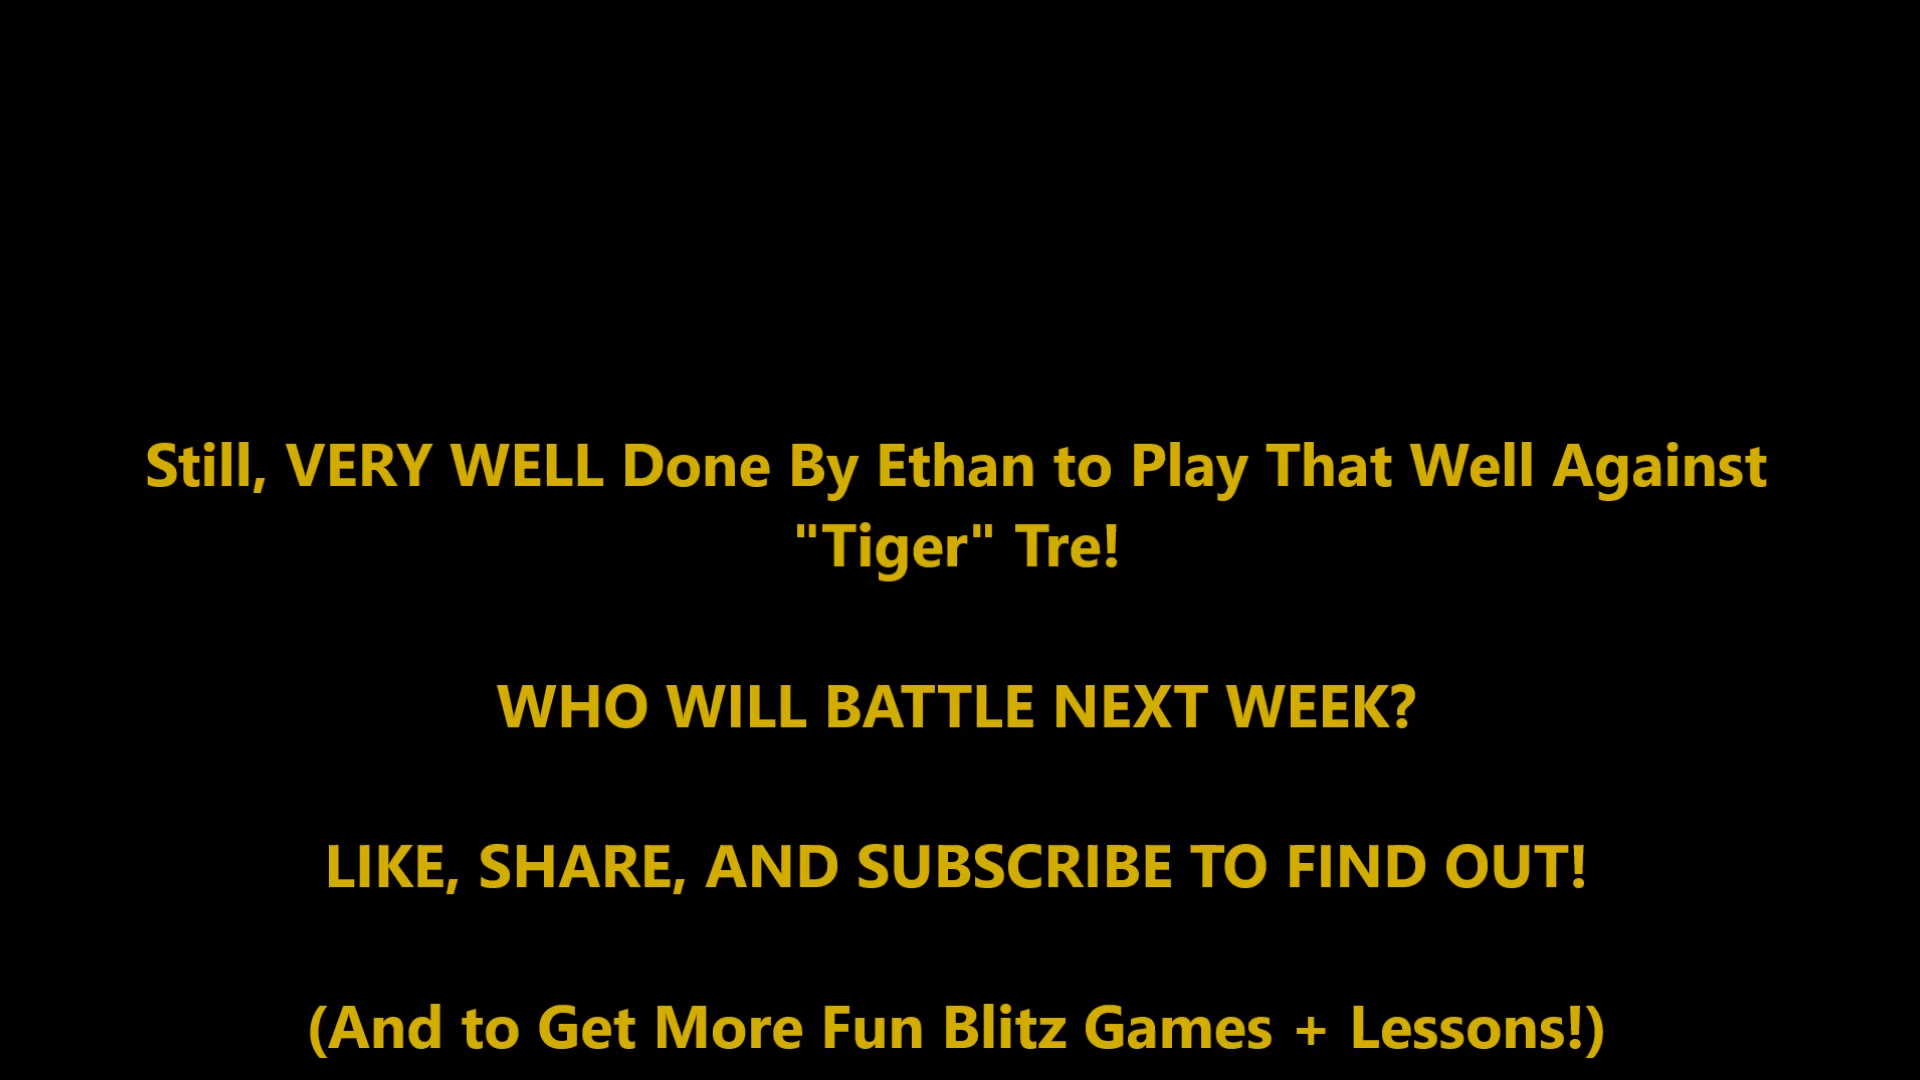 Still, VERY WELL Done By Ethan to Play That Well Against
"Tiger" Tre!
WHO WILL BATTLE NEXT WEEK?
LIKE, SHARE, AND SUBSCRIBE TO FIND OUT!
(And to Get More Fun Blitz Games + Lessons!)